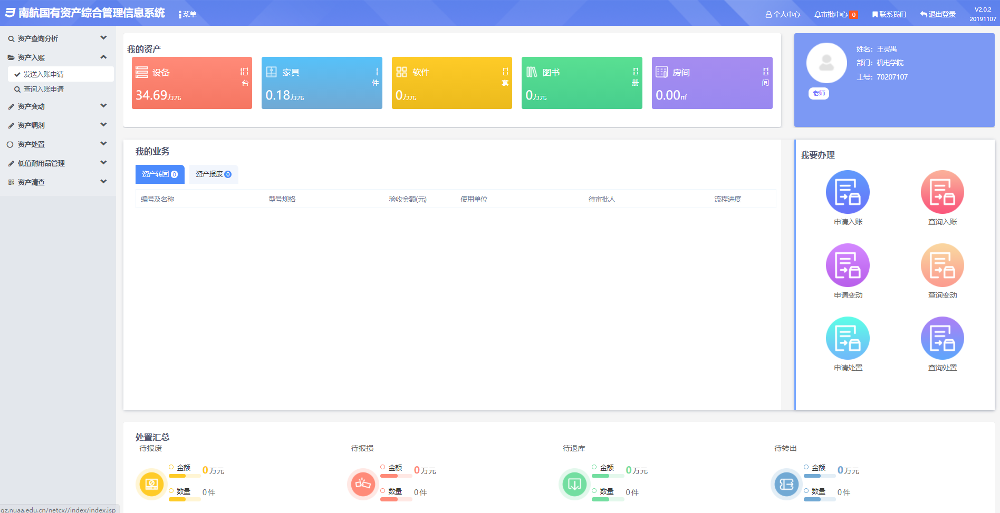 南航国有资产综合管理信息系统
菜单
个人中心
审批中心 0
联系我们
退出登录
V2.0.2
20191107
资产查询分析
资产入账
发送入账申请
查询入账申请
资产变动
资产调剂
资产处置
低值耐用品管理
资产清查
我的资产
设备
10
台
34.69万元
家具
1
件
0.18万元
软件
0
套
0万元
图书
0
册
0万元
房间
0
间
0.00㎡
姓名：王灵禺
部门：机电学院
工号：70207107
老师
我的业务
资产转固 0
资产报废 0
编号及名称 型号规格 验收金额(元) 使用单位 待审批人 流程进度
我要办理
申请入账 查询入账
申请变动 查询变动
申请处置 查询处置
处置汇总
待报废
金额 0万元
数量 0件
待报损
金额 0万元
数量 0件
待退库
金额 0万元
数量 0件
待转出
金额 0万元
数量 0件
gz.nuaa.edu.cn/netcx//index/index.jsp